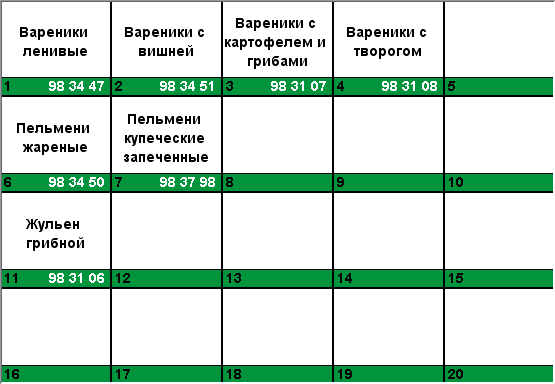 Вареники ленивые
Вареники с вишней
Вареники с картофелем и грибами
Вареники с творогом
1 98 34 47
2 98 34 51
3 98 31 07
4 98 31 08
5
Пельмени жареные
Пельмени купеческие запеченные
6 98 34 50
7 98 37 98
8
9
10
Жульен грибной
11 98 31 06
12
13
14
15
16
17
18
19
20